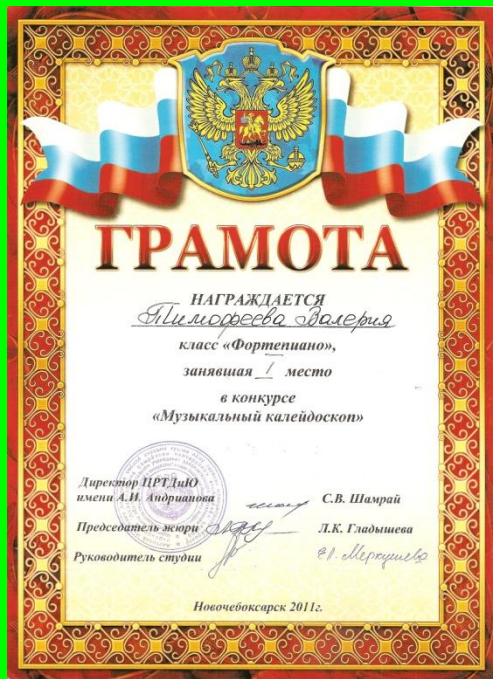 ГРАМОТА
НАГРАЖДАЕТСЯ
Тимофеева Валерия
класс «Фортепиано»,
занявшая I место
в конкурсе
«Музыкальный калейдоскоп»
Директор ЦРТДиЮ
имени А.И. Андрианова С.В. Шамрай
Председатель жюри Л.К. Гладышева
Руководитель студии Е.П. Меркушева
Новочебоксарск 2011г.